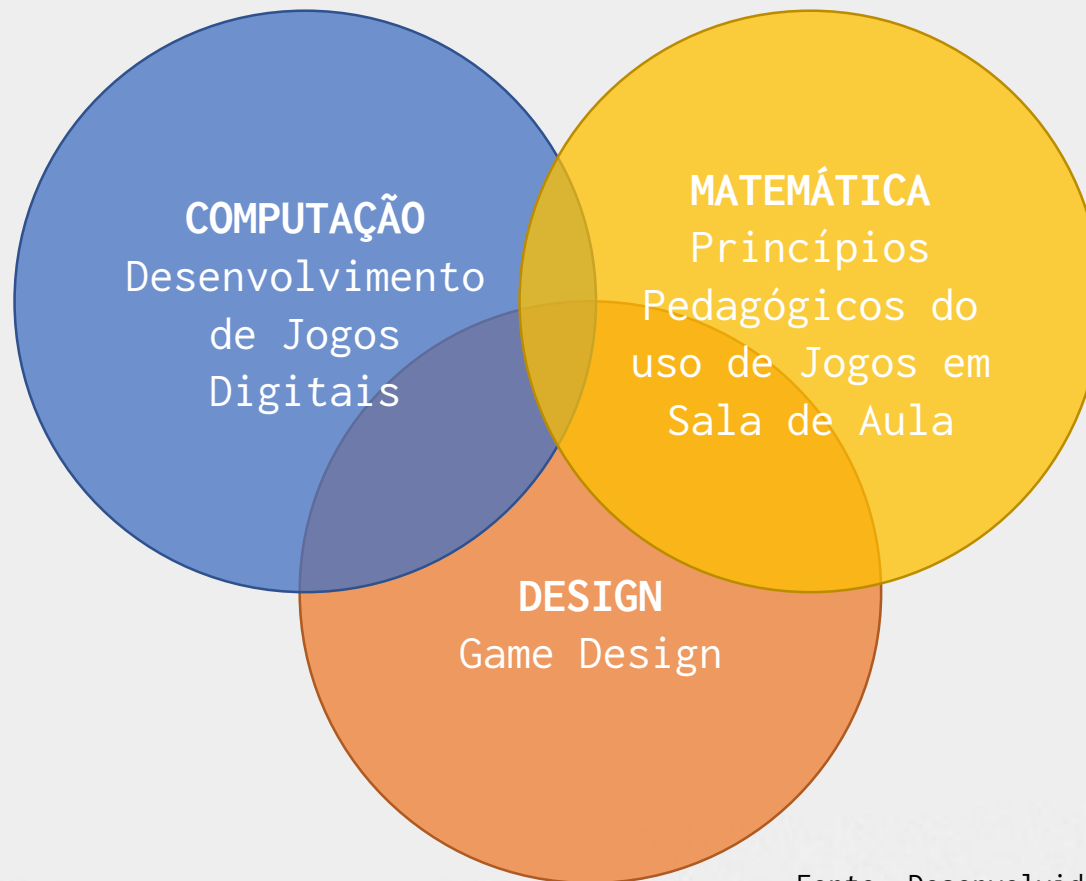 COMPUTAÇÃO
Desenvolvimento
de Jogos
Digitais
MATEMÁTICA
Princípios
Pedagógicos do
uso de Jogos em
Sala de Aula
DESIGN
Game Design